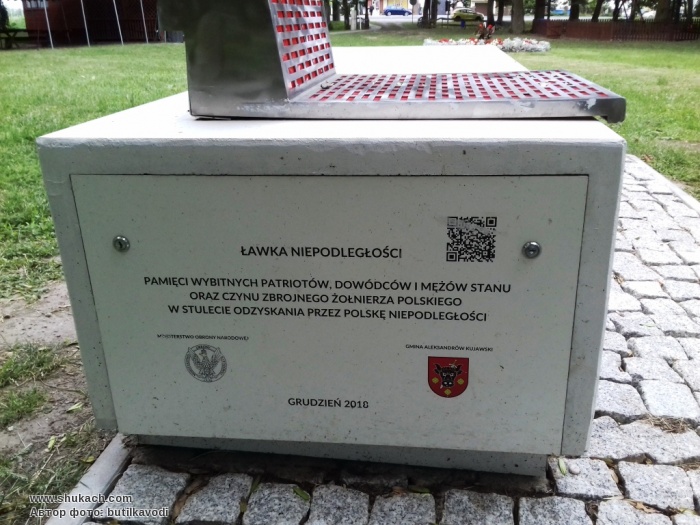 ŁAWKA NIEPODLEGŁOŚCI
PAMIĘCI WYBITNYCH PATRIOTÓW, DOWÓDCÓW I MĘŻÓW STANU
ORAZ CZYNU ZBROJNEGO ŻOŁNIERZA POLSKIEGO
W STULECIE ODZYSKANIA PRZEZ POLSKĘ NIEPODLEGŁOŚCI
MINISTERSTWO OBRONY NARODOWEJ
GMINA ALEKSANDRÓW KUJAWSKI
GRUDZIEŃ 2018
www.shukach.com
Автор фото: butilkavodi